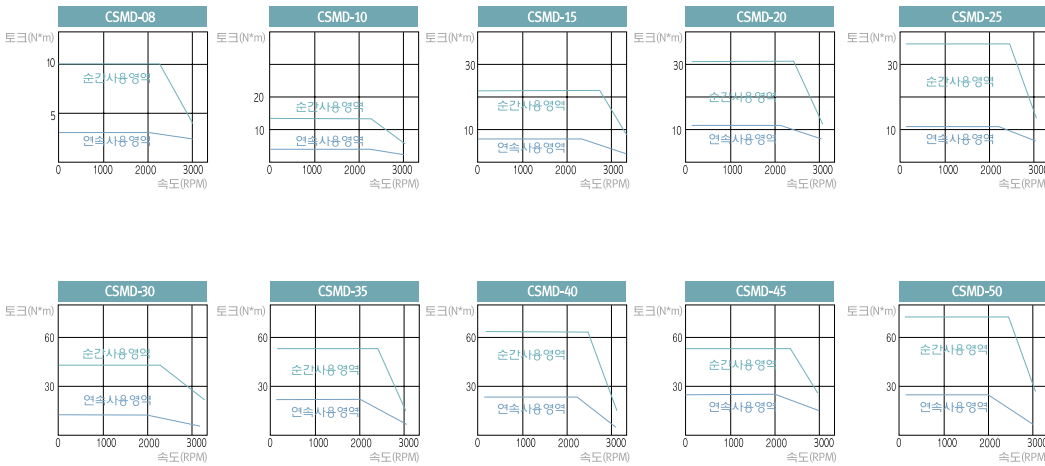 CSMD-08 CSMD-10 CSMD-15 CSMD-20 CSMD-25
토크(N*m) 토크(N*m) 토크(N*m) 토크(N*m) 토크(N*m)
10 30 30 30
순간사용영역 20 순간사용영역 순간사용영역 순간사용영역 순간사용영역
5 10 10 10 10
연속사용영역 연속사용영역 연속사용영역 연속사용영역 연속사용영역
0 1000 2000 3000 0 1000 2000 3000 0 1000 2000 3000 0 1000 2000 3000 0 1000 2000 3000
속도(RPM) 속도(RPM) 속도(RPM) 속도(RPM) 속도(RPM)
CSMD-30 CSMD-35 CSMD-40 CSMD-45 CSMD-50
토크(N*m) 토크(N*m) 토크(N*m) 토크(N*m) 토크(N*m)
60 60 60 60 60
순간사용영역 순간사용영역 순간사용영역 순간사용영역 순간사용영역
30 30 30 30 30
연속사용영역 연속사용영역 연속사용영역 연속사용영역 연속사용영역
0 1000 2000 3000 0 1000 2000 3000 0 1000 2000 3000 0 1000 2000 3000 0 1000 2000 3000
속도(RPM) 속도(RPM) 속도(RPM) 속도(RPM) 속도(RPM)